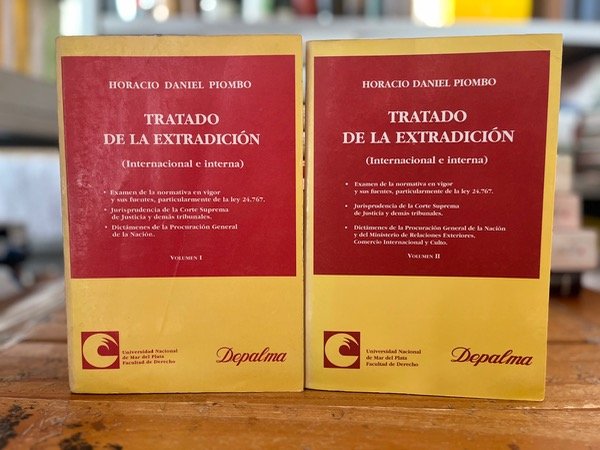 HORACIO DANIEL PIOMBO
TRATADO
DE LA EXTRADICIÓN
(Internacional e interna)
• Examen de la normativa en vigor
y sus fuentes, particularmente de la ley 24.767.
• Jurisprudencia de la Corte Suprema
de Justicia y demás tribunales.
• Dictámenes de la Procuración General
de la Nación.
VOLUMEN I
Universidad Nacional
de Mar del Plata
Facultad de Derecho
Depalma
HORACIO DANIEL PIOMBO
TRATADO
DE LA EXTRADICIÓN
(Internacional e interna)
• Examen de la normativa en vigor
y sus fuentes, particularmente de la ley 24.767.
• Jurisprudencia de la Corte Suprema
de Justicia y demás tribunales.
• Dictámenes de la Procuración General de la Nación
y del Ministerio de Relaciones Exteriores,
Comercio Internacional y Culto.
VOLUMEN II
Universidad Nacional
de Mar del Plata
Facultad de Derecho
Depalma